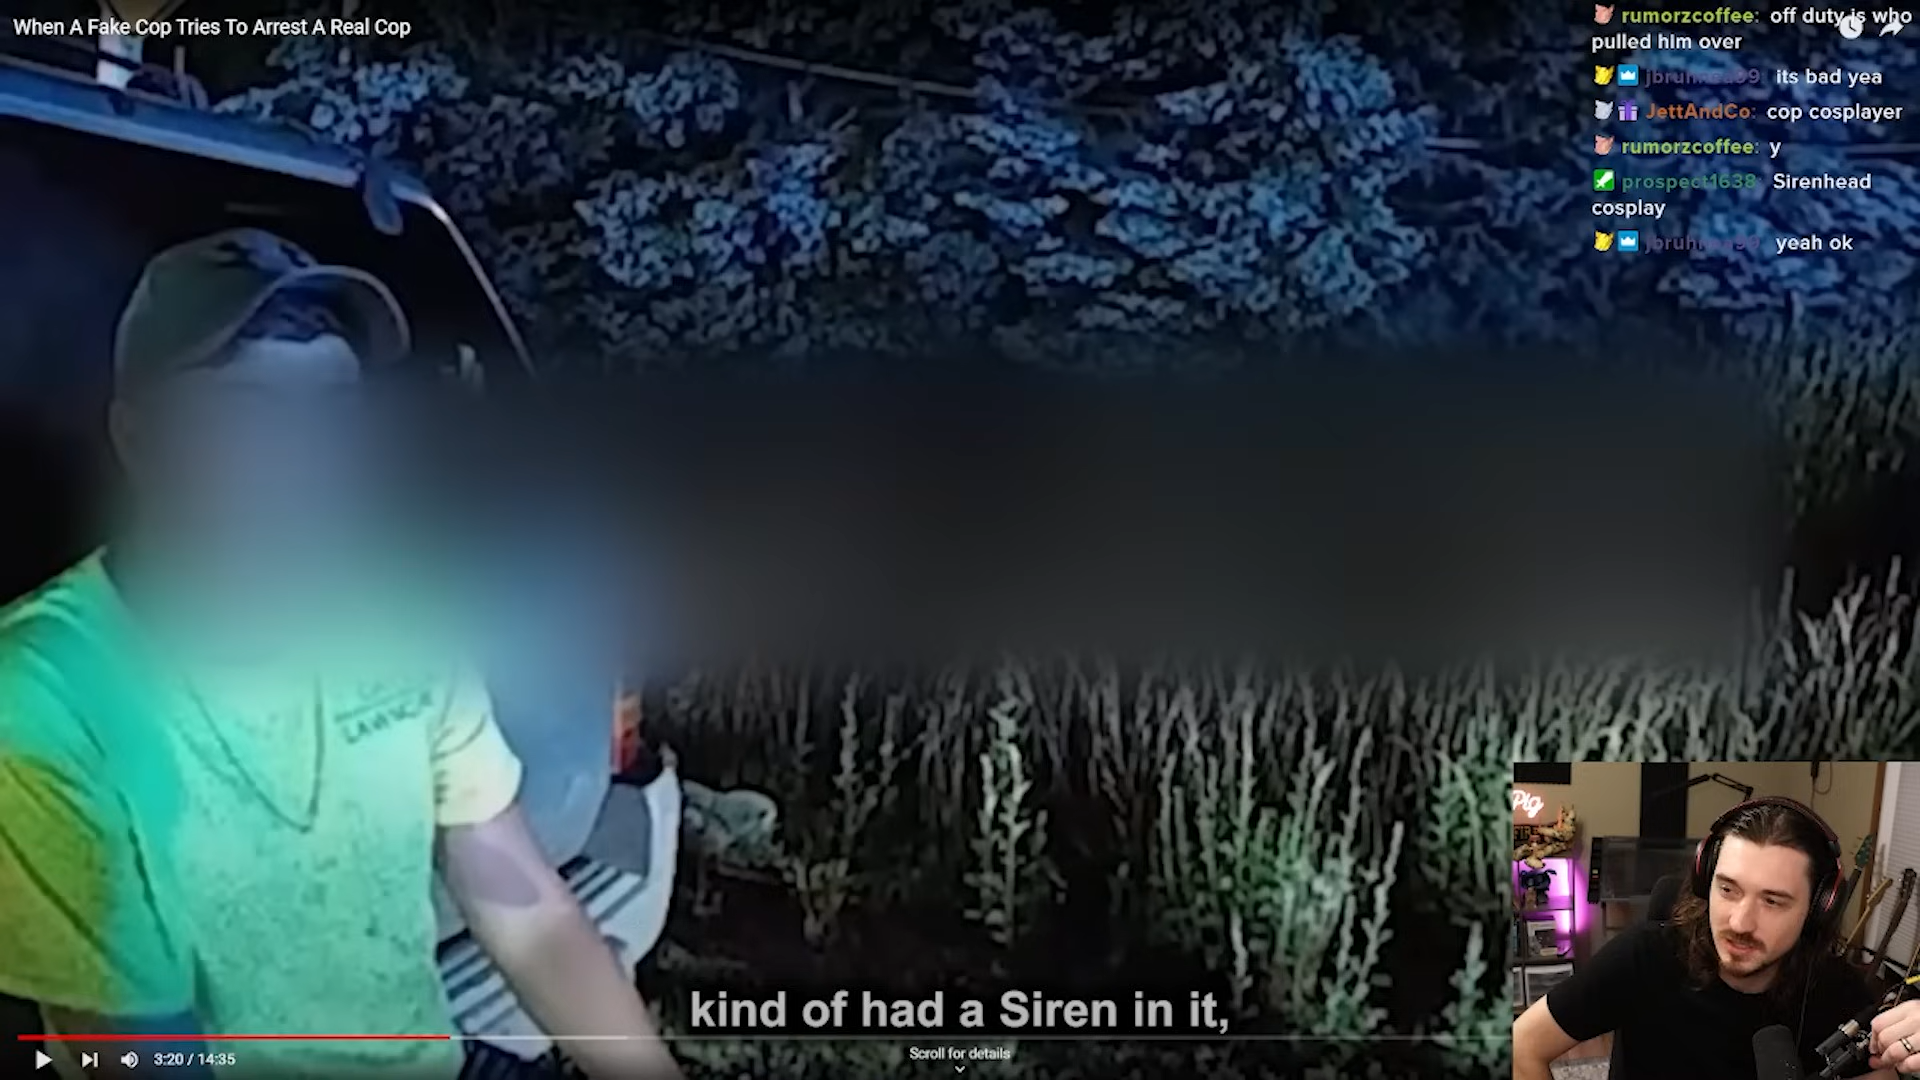 When A Fake Cop Tries To Arrest A Real Cop
rumorzcoffee: off duty is who
pulled him over
its bad yea
JettAndCo: cop cosplayer
rumorzcoffee: y
prospect1638: Sirenhead
cosplay
yeah ok
Pig
kind of had a Siren in it,
3:20 / 14:35
Scroll for details